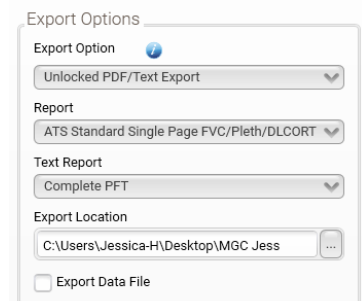 Export Options
Export Option
Unlocked PDF/Text Export
Report
ATS Standard Single Page FVC/Pleth/DLCORT
Text Report
Complete PFT
Export Location
C:\Users\Jessica-H\Desktop\MGC Jess
...
Export Data File